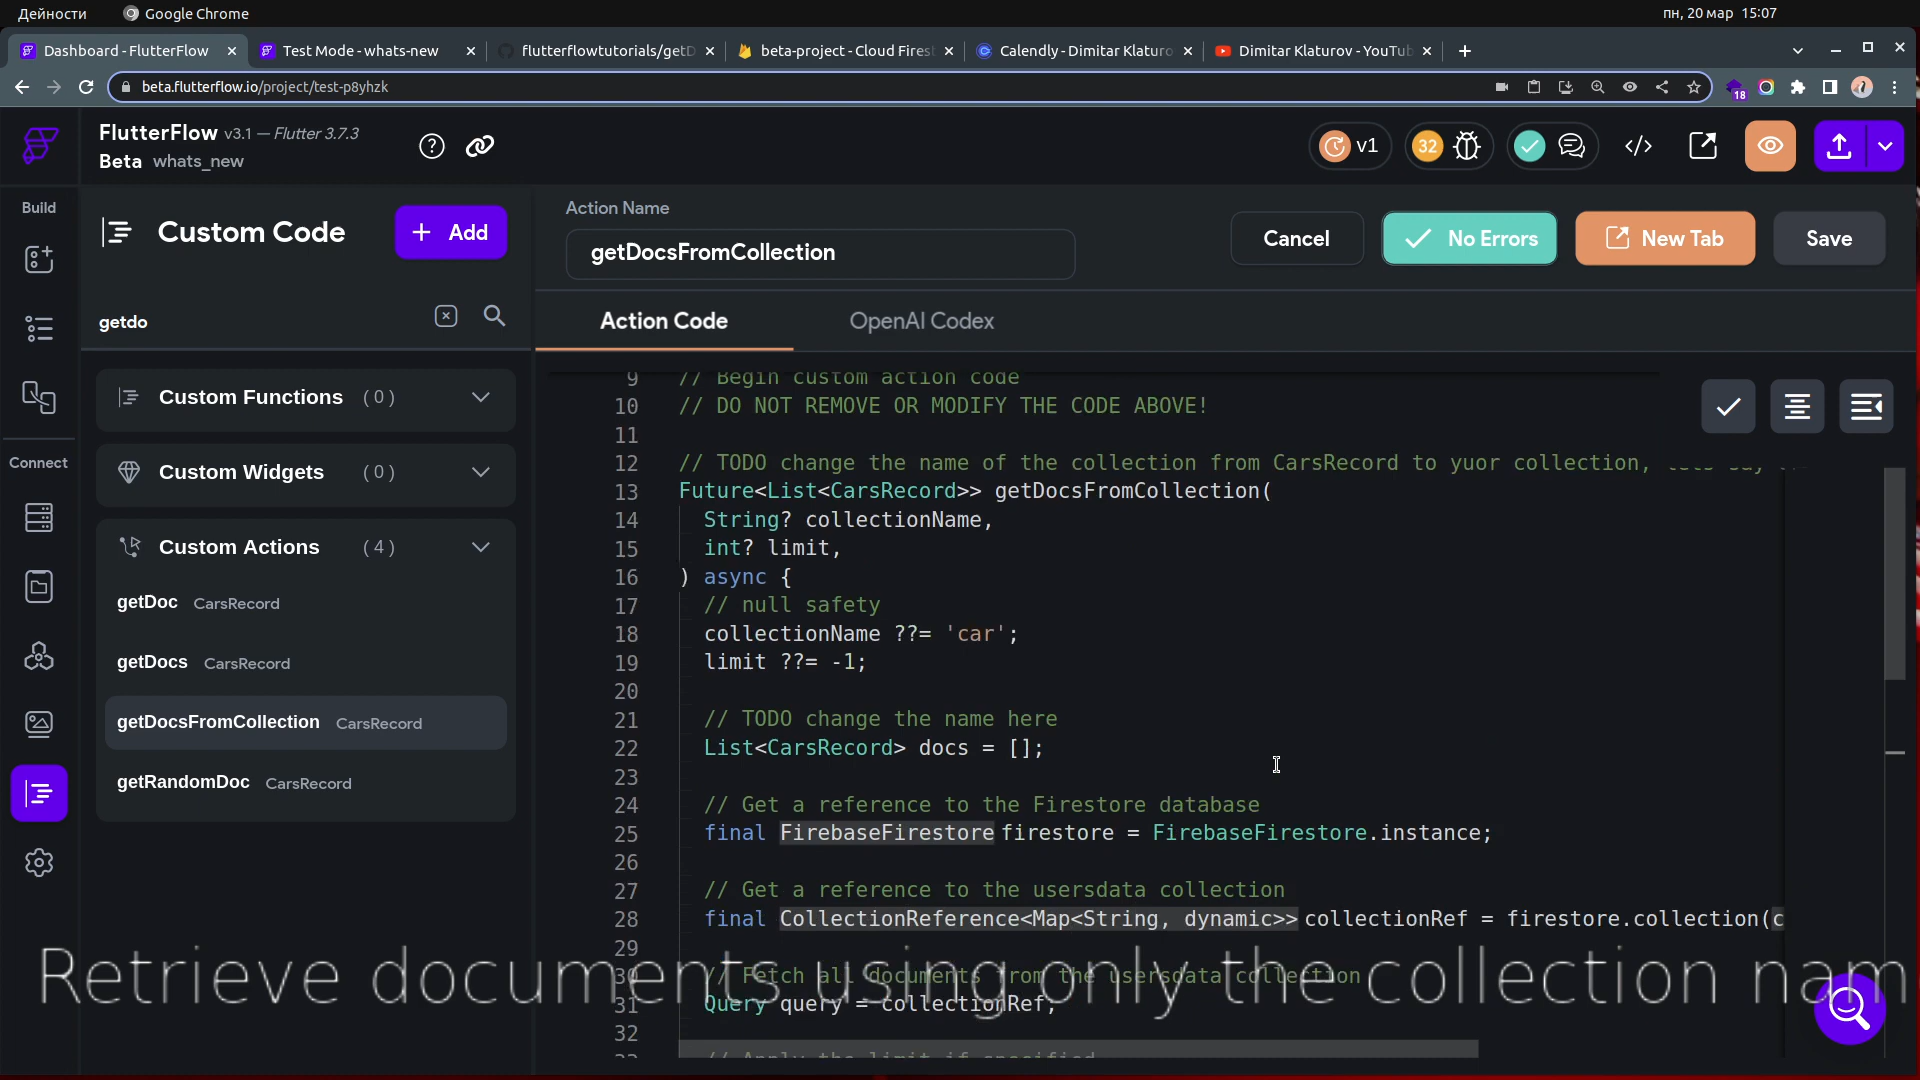 Дейности
Google Chrome
пн, 20 мар 15:07
Dashboard - FlutterFlow
Test Mode - whats-new
flutterflowtutorials/getD
beta-project - Cloud Fires
Calendly - Dimitar Klaturo
Dimitar Klaturov - YouTub
beta.flutterflow.io/project/test-p8yhzk
18
FlutterFlow v3.1 — Flutter 3.7.3
Beta whats_new
v1
32
Build
Connect
Custom Code
+ Add
getdo
Custom Functions (0)
Custom Widgets (0)
Custom Actions (4)
getDoc CarsRecord
getDocs CarsRecord
getDocsFromCollection CarsRecord
getRandomDoc CarsRecord
Action Name
getDocsFromCollection
Cancel
No Errors
New Tab
Save
Action Code
OpenAI Codex
9 // Begin custom action code
10 // DO NOT REMOVE OR MODIFY THE CODE ABOVE!
11
12 // TODO change the name of the collection from CarsRecord to yuor collection, lets say
13 Future<List<CarsRecord>> getDocsFromCollection(
14 String? collectionName,
15 int? limit,
16 ) async {
17 // null safety
18 collectionName ??= 'car';
19 limit ??= -1;
20
21 // TODO change the name here
22 List<CarsRecord> docs = [];
23
24 // Get a reference to the Firestore database
25 final FirebaseFirestore firestore = FirebaseFirestore.instance;
26
27 // Get a reference to the usersdata collection
28 final CollectionReference<Map<String, dynamic>> collectionRef = firestore.collection(c
29
30 // Fetch all documents from the usersdata collection
31 Query query = collectionRef;
32
33 // Apply the limit if specified
Retrieve documents using only the collection nam